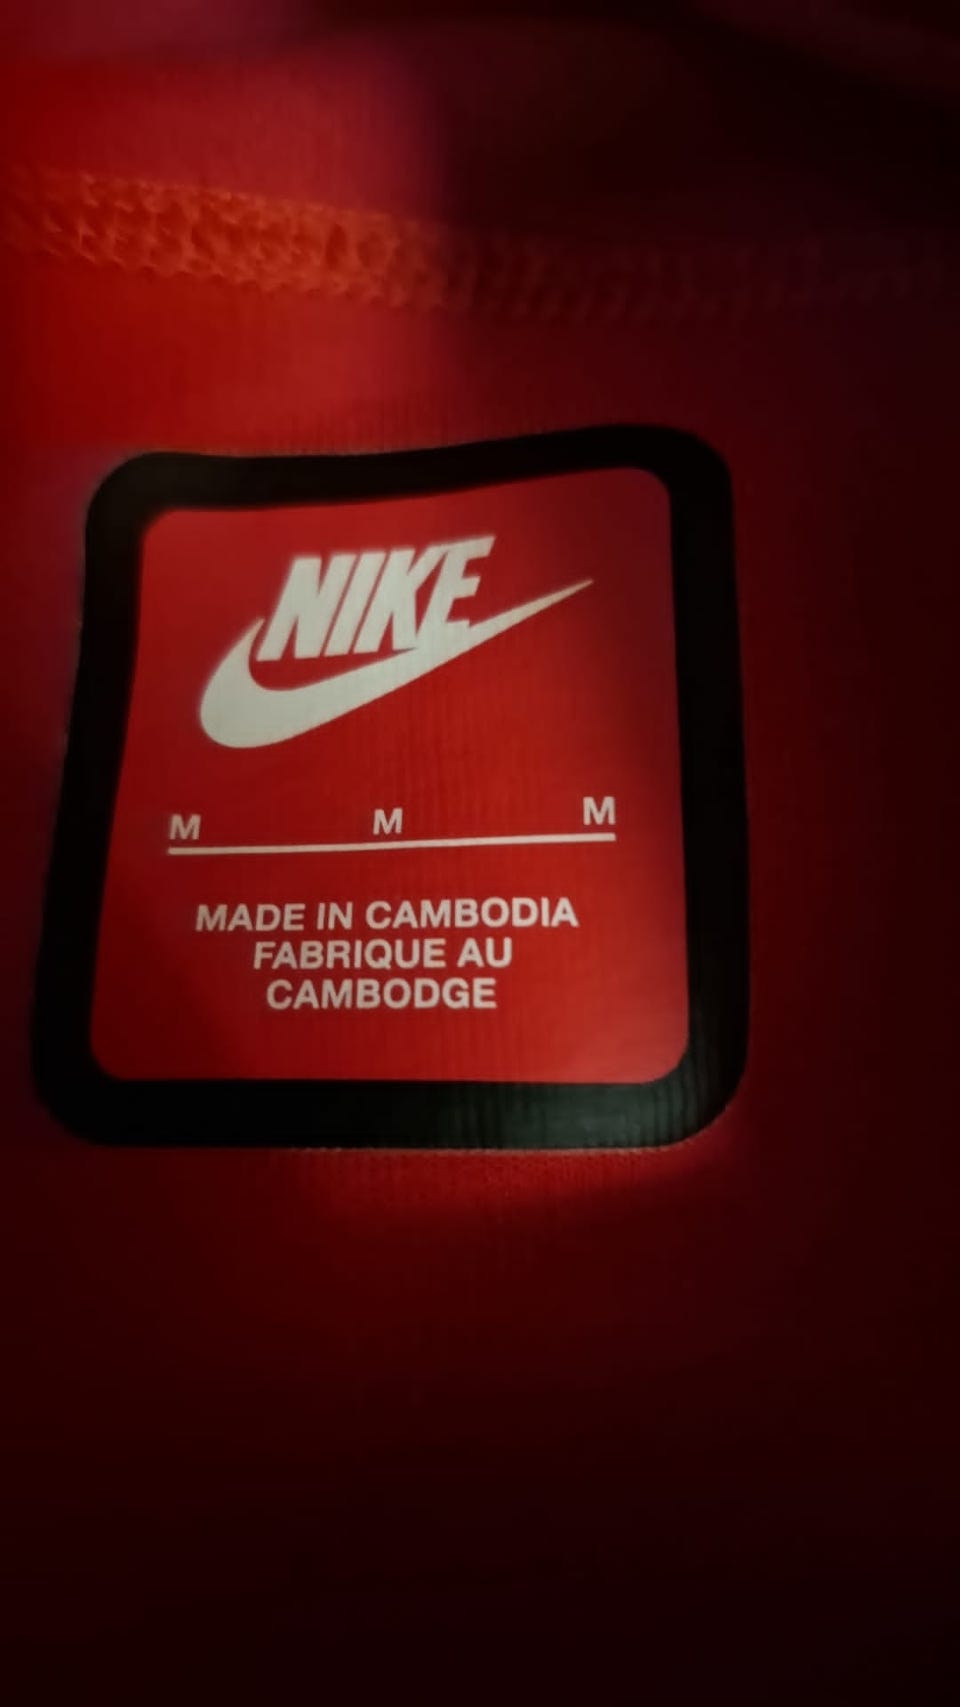 NIKE
M M M
MADE IN CAMBODIA
FABRIQUE AU
CAMBODGE